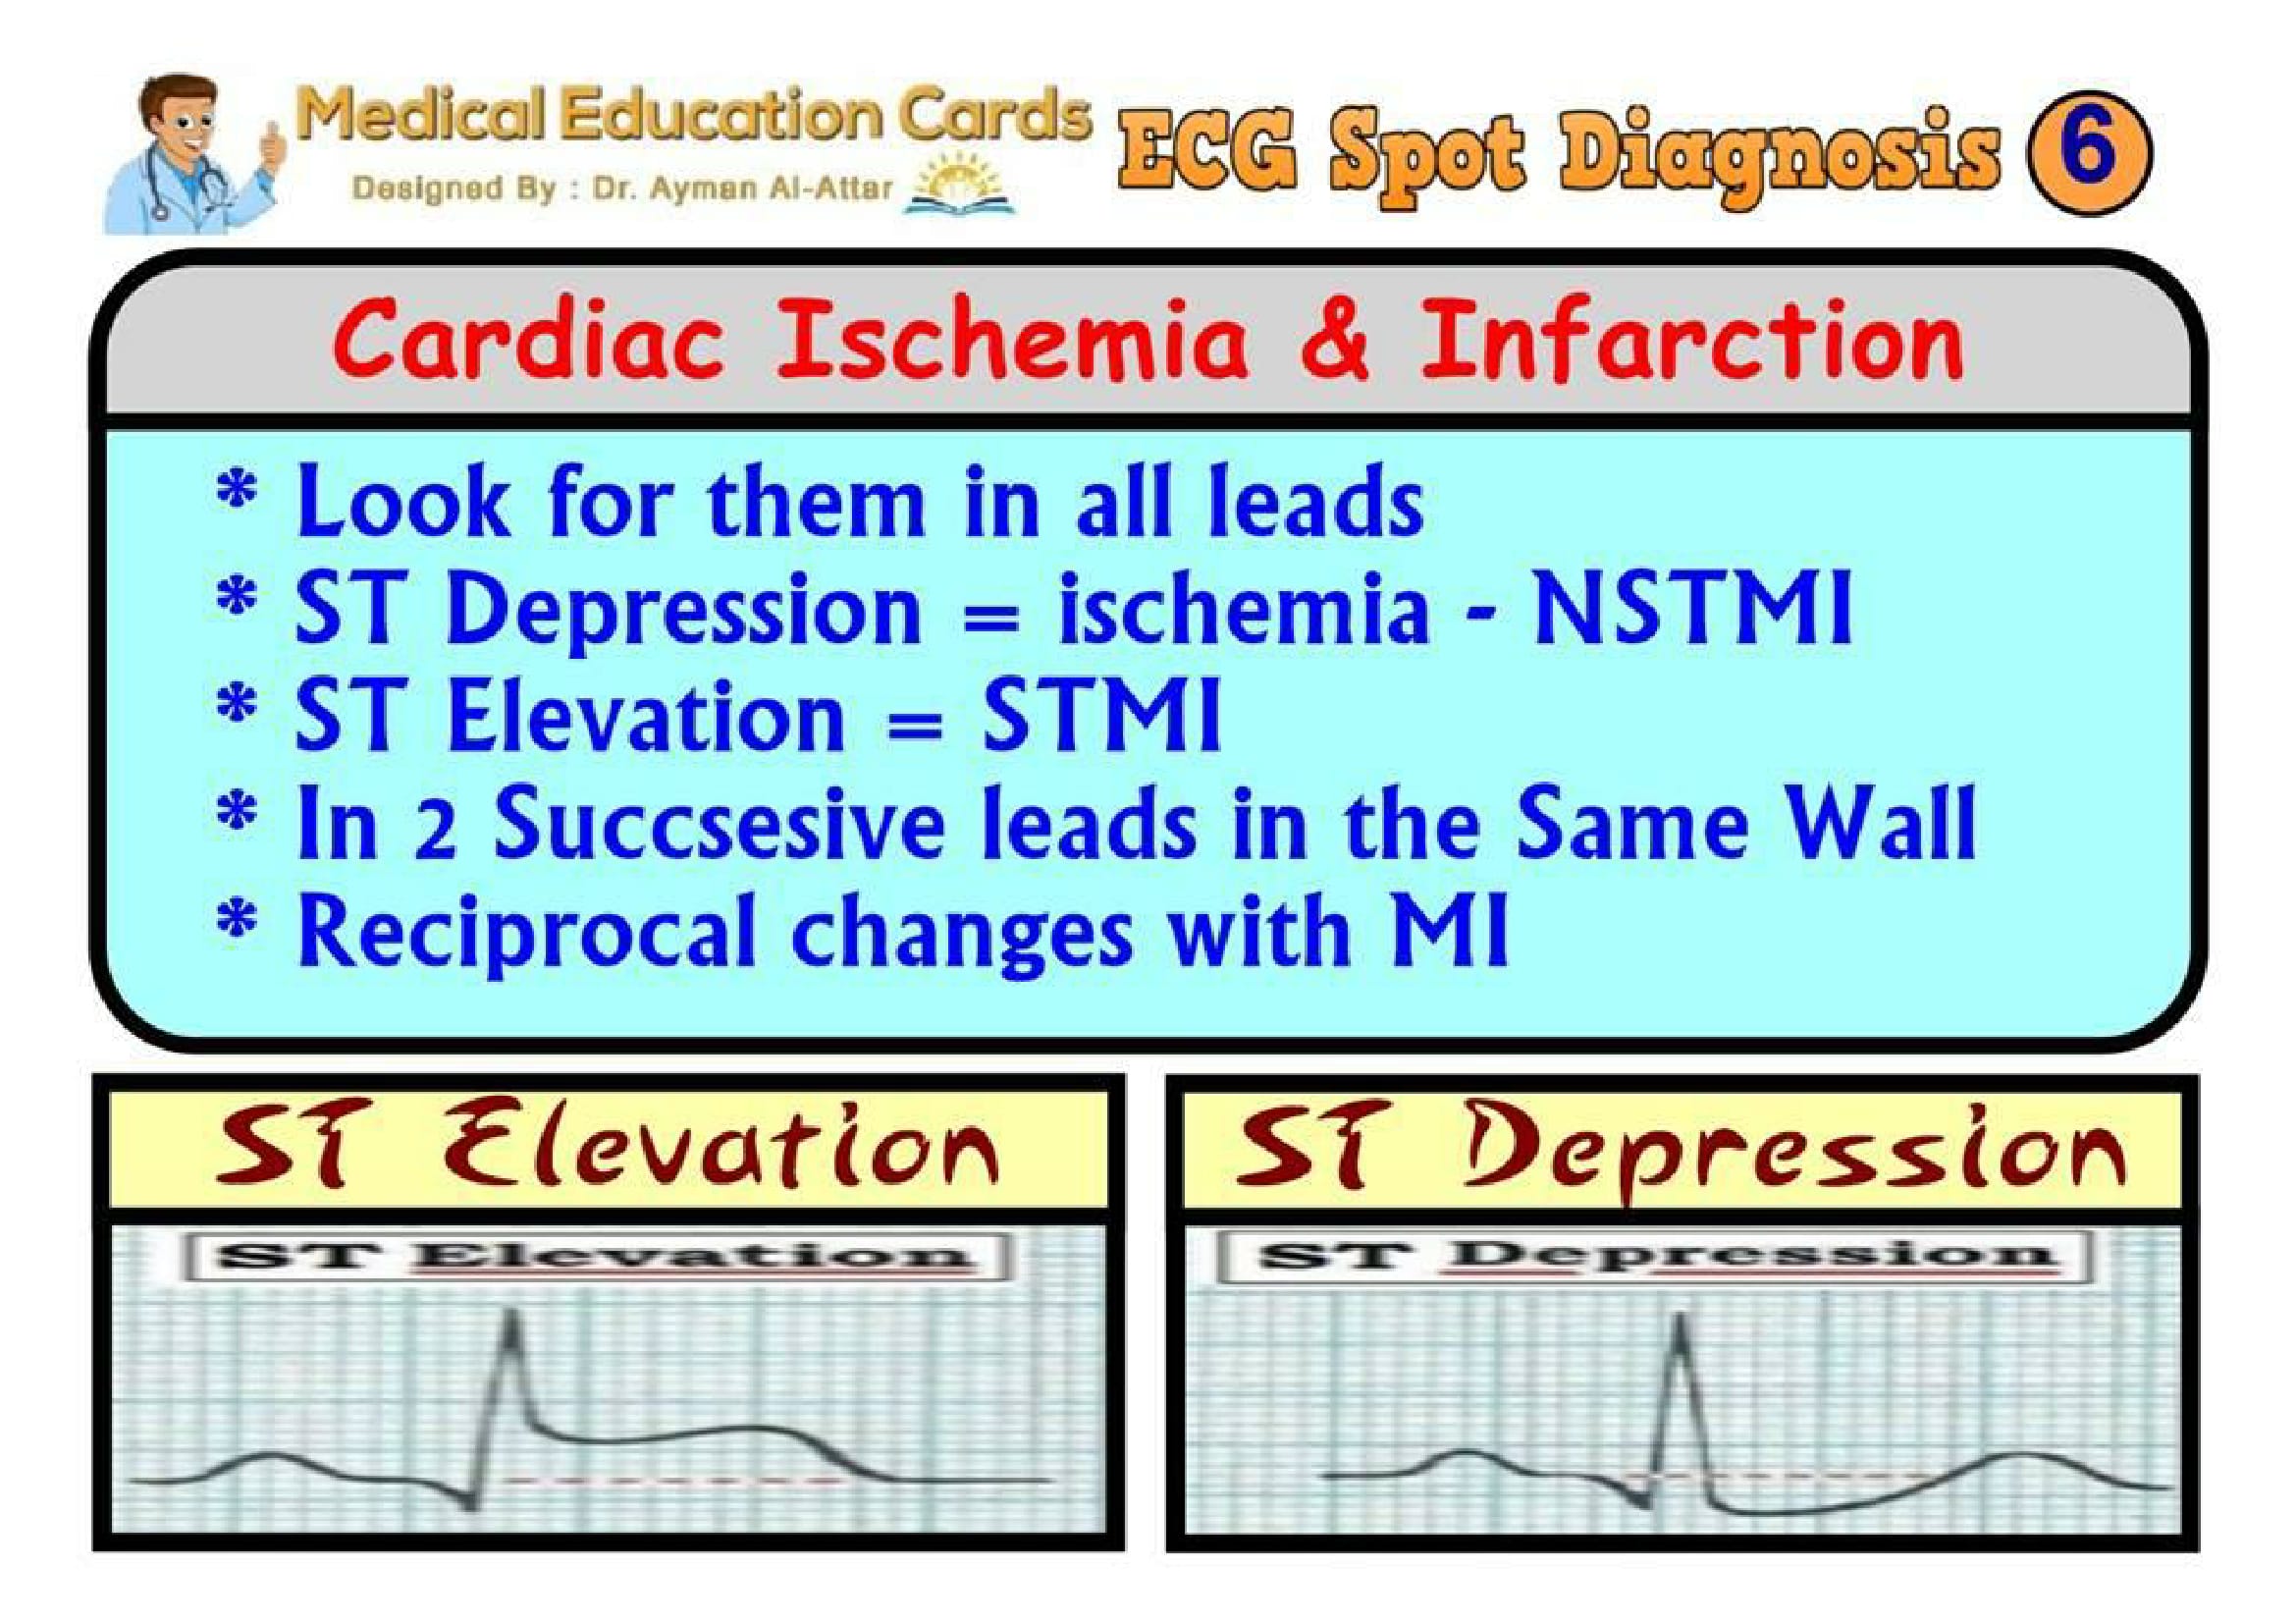 Medical Education Cards
Designed By : Dr. Ayman Al-Attar
ECG Spot Diagnosis 6
Cardiac Ischemia & Infarction
* Look for them in all leads
* ST Depression = ischemia - NSTMI
* ST Elevation = STMI
* In 2 Succsesive leads in the Same Wall
* Reciprocal changes with MI
ST Elevation
ST Elevation
ST Depression
ST Depression